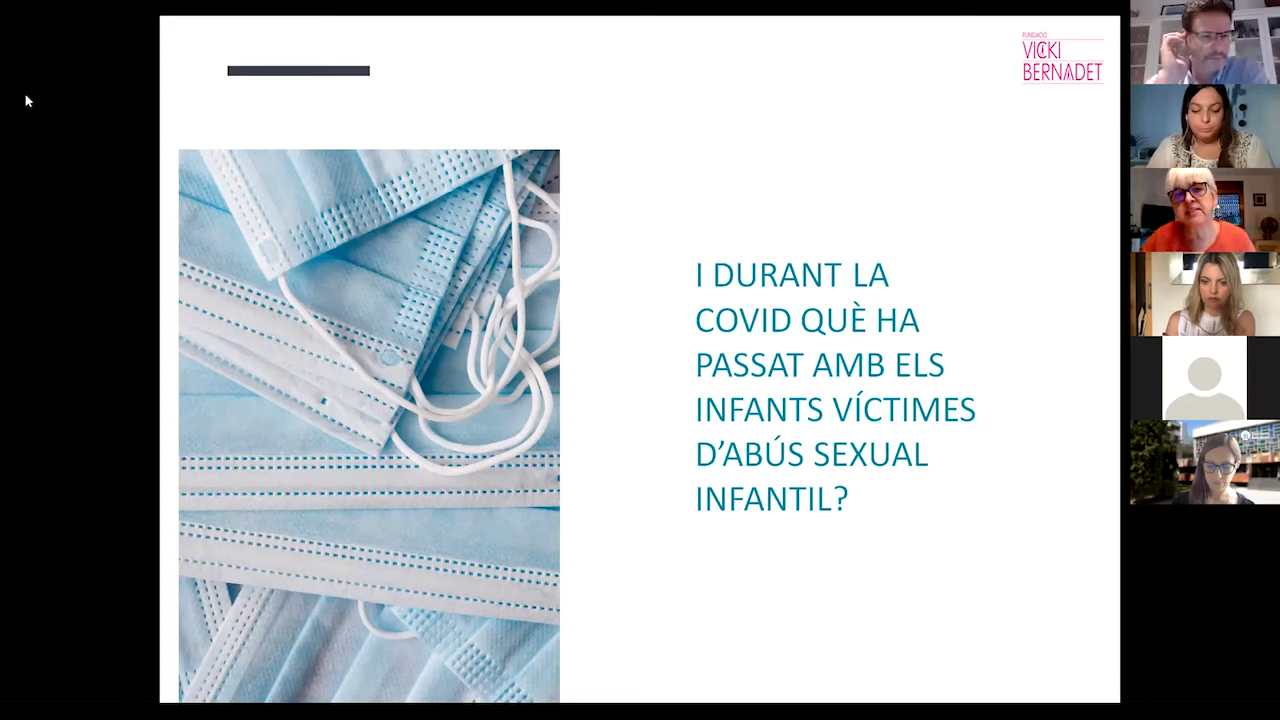 FUNDACIÓ
VICKI
BERNADET
I DURANT LA
COVID QUÈ HA
PASSAT AMB ELS
INFANTS VÍCTIMES
D’ABÚS SEXUAL
INFANTIL?